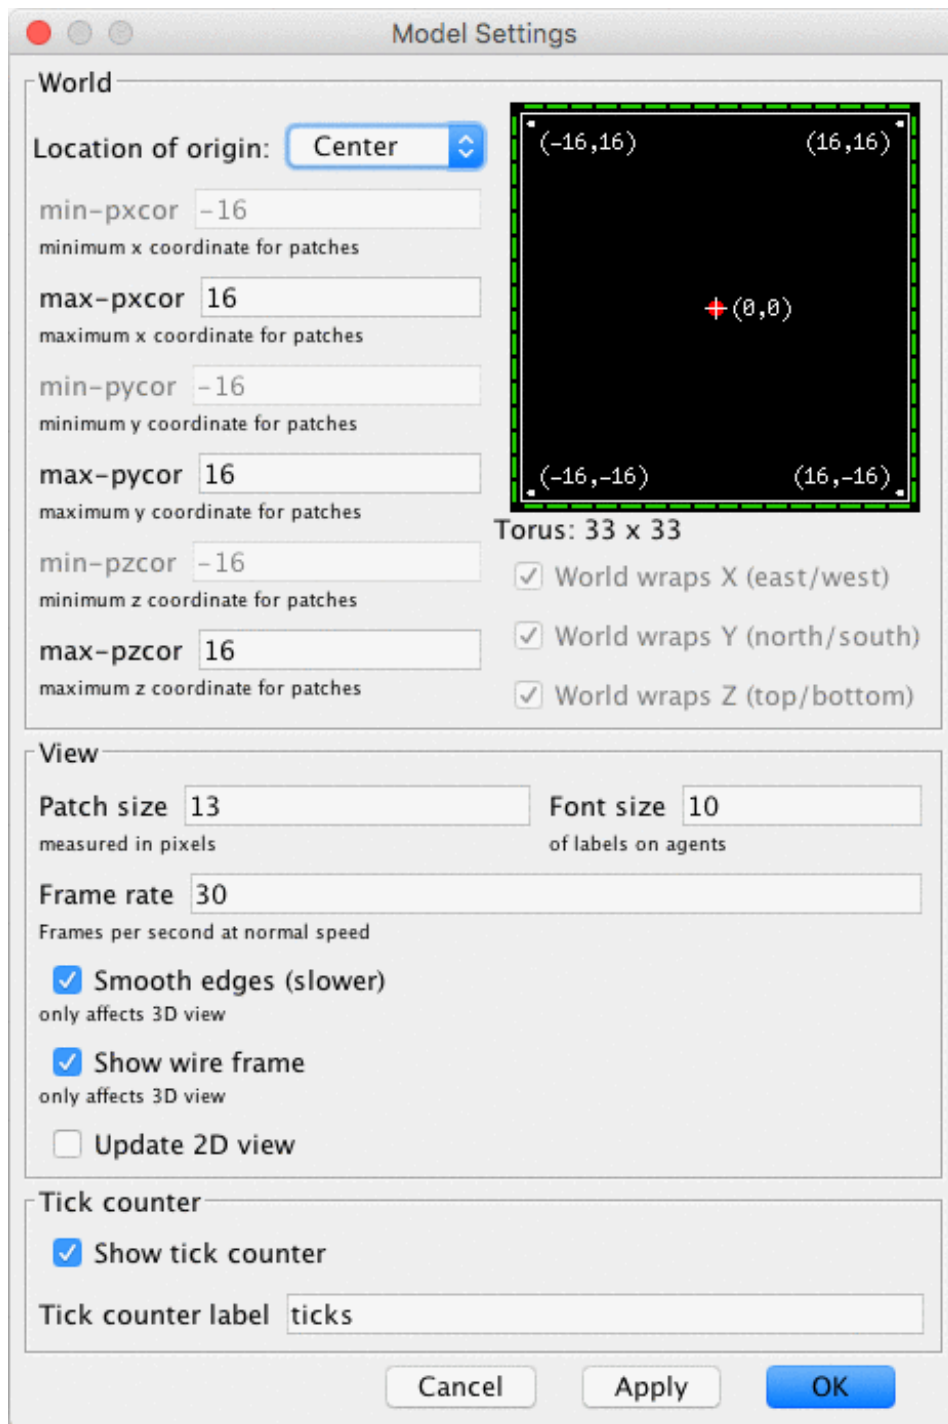 Model Settings
World
Location of origin: Center
min-pxcor -16
minimum x coordinate for patches
max-pxcor 16
maximum x coordinate for patches
min-pycor -16
minimum y coordinate for patches
max-pycor 16
maximum y coordinate for patches
min-pzcor -16
minimum z coordinate for patches
max-pzcor 16
maximum z coordinate for patches
(-16,16) (16,16)
(0,0)
(-16,-16) (16,-16)
Torus: 33 x 33
World wraps X (east/west)
World wraps Y (north/south)
World wraps Z (top/bottom)
View
Patch size 13 Font size 10
measured in pixels of labels on agents
Frame rate 30
Frames per second at normal speed
Smooth edges (slower)
only affects 3D view
Show wire frame
only affects 3D view
Update 2D view
Tick counter
Show tick counter
Tick counter label ticks
Cancel Apply OK